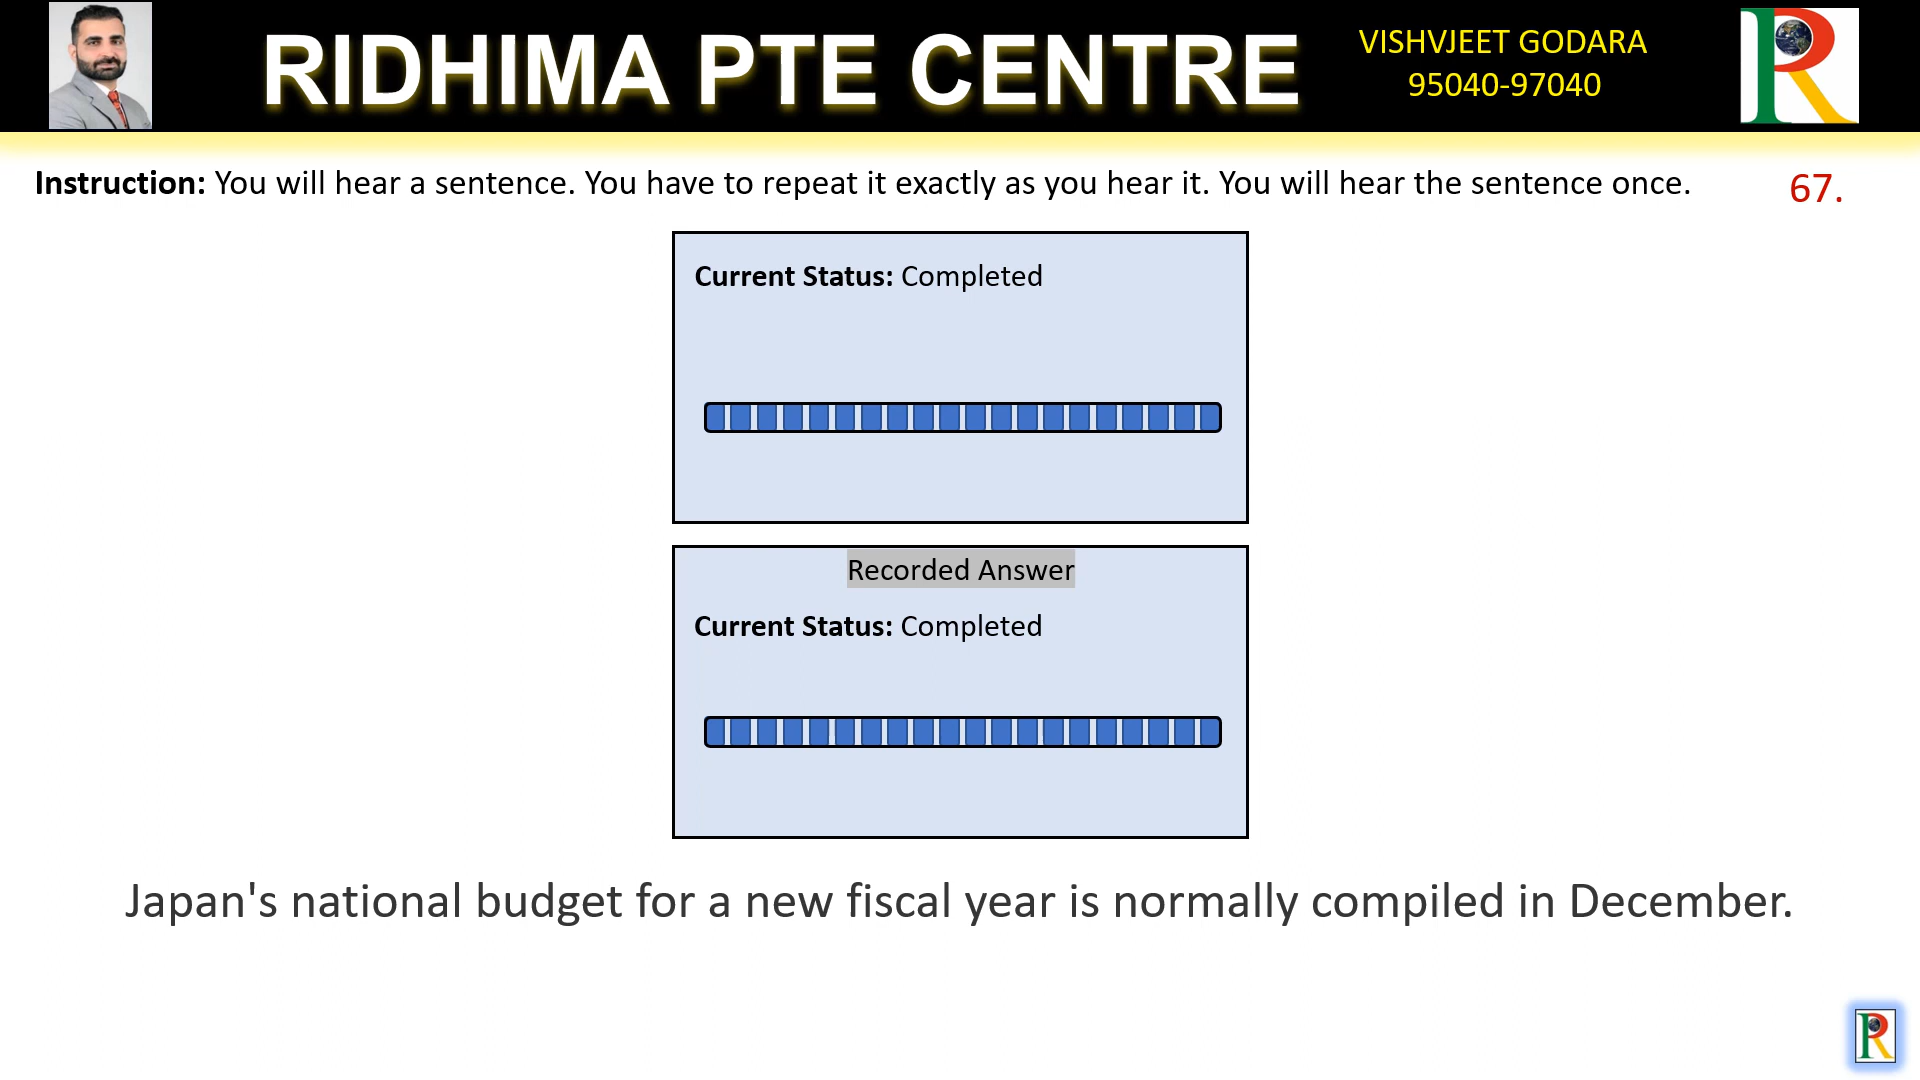 RIDHIMA PTE CENTRE
VISHVJEET GODARA
95040-97040
Instruction: You will hear a sentence. You have to repeat it exactly as you hear it. You will hear the sentence once.
67.
Current Status: Completed
Recorded Answer
Current Status: Completed
Japan's national budget for a new fiscal year is normally compiled in December.